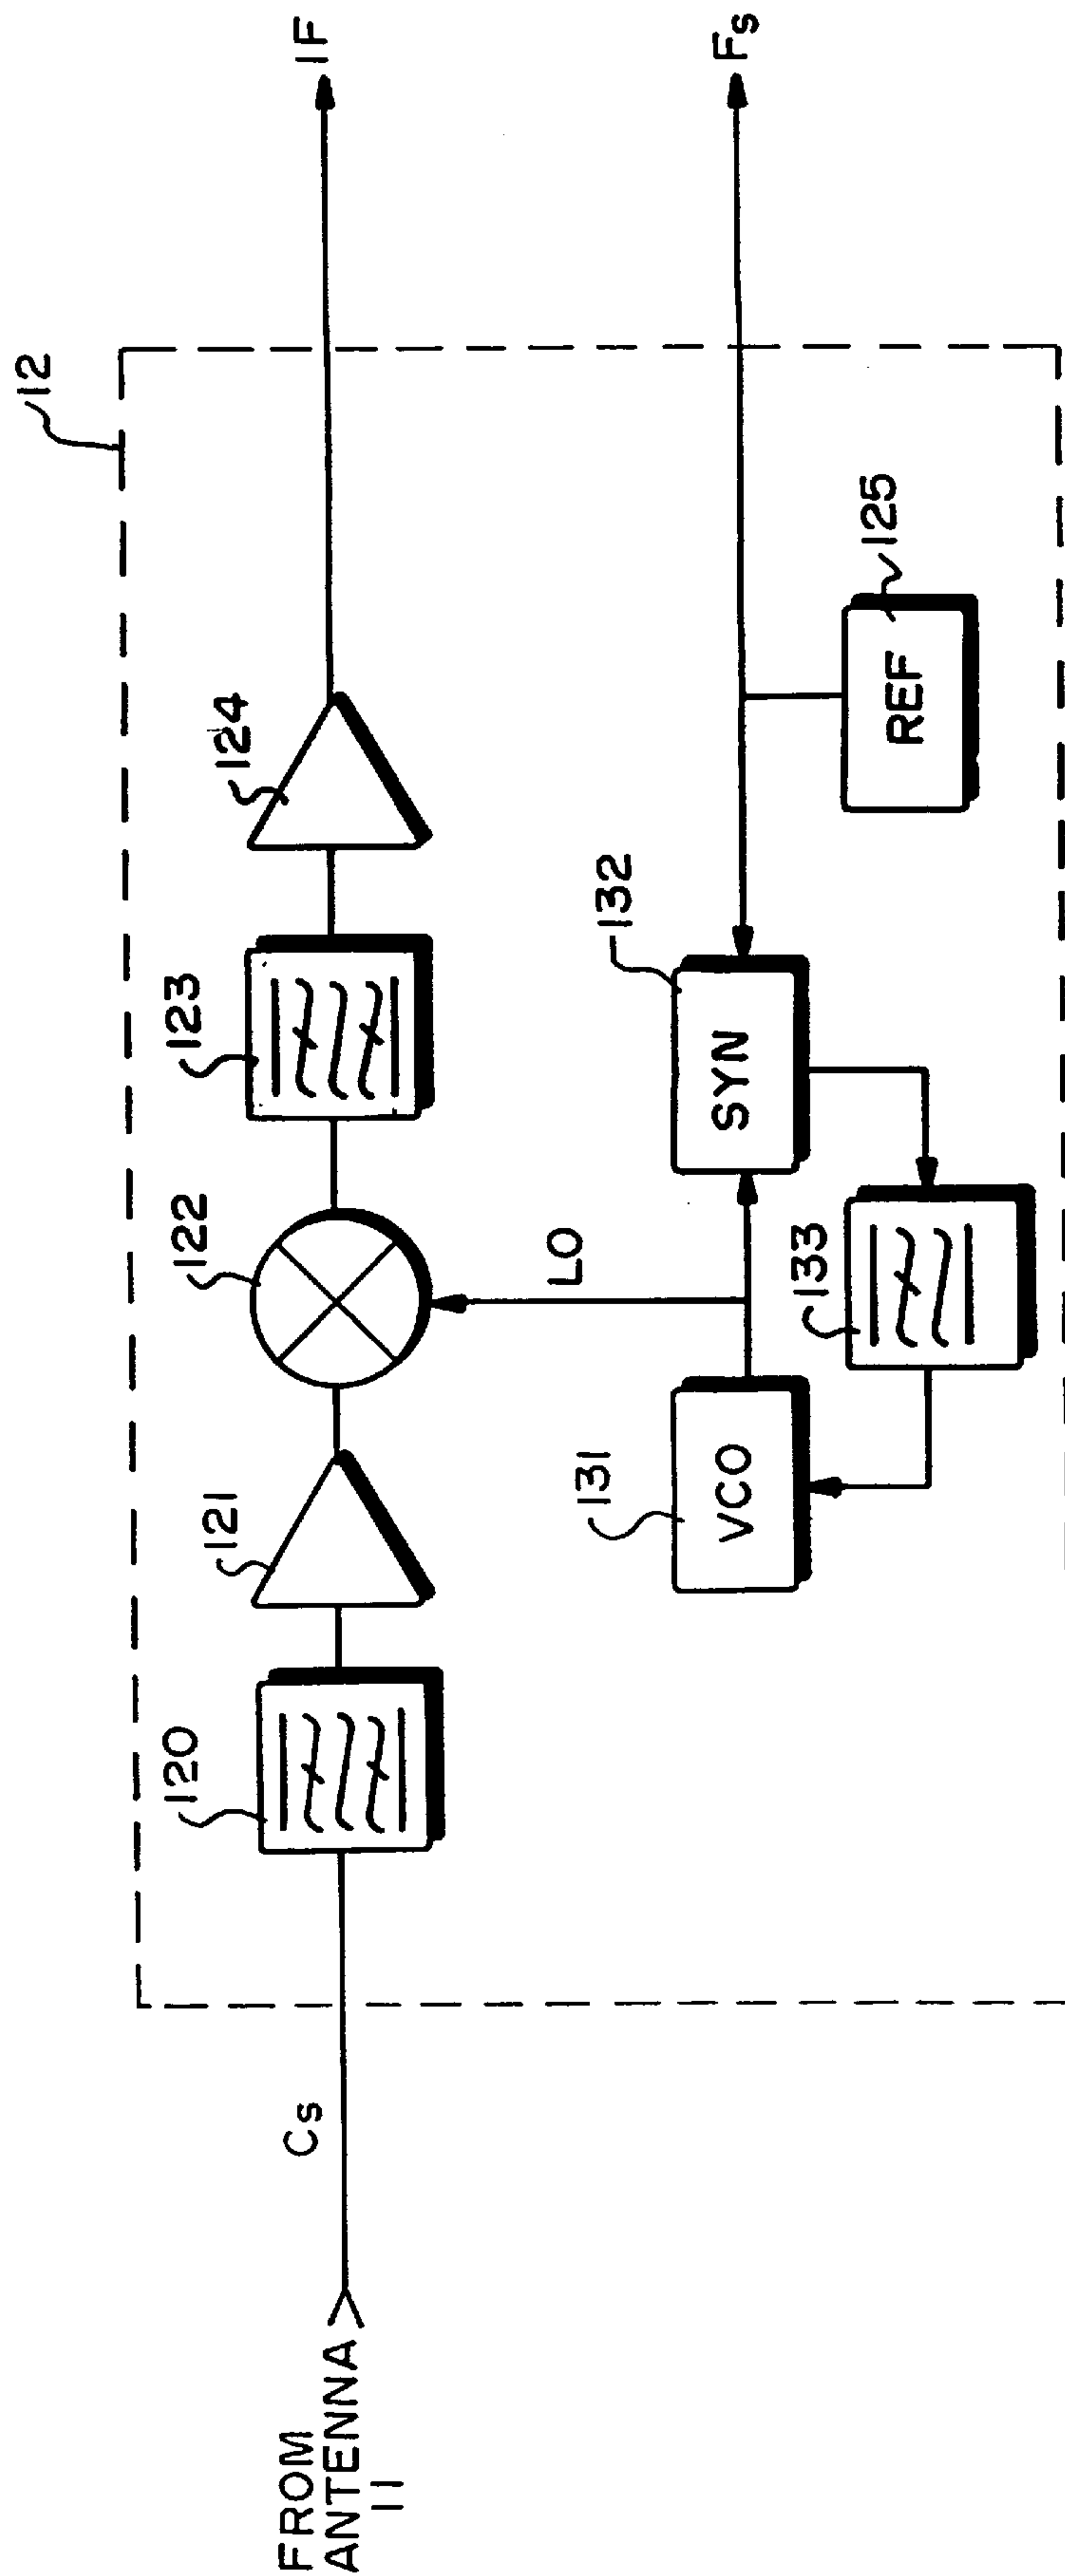 12
FROM
ANTENNA
11
Cs
120
121
122
123
124
IF
LO
131
VCO
132
SYN
133
REF
125
Fs